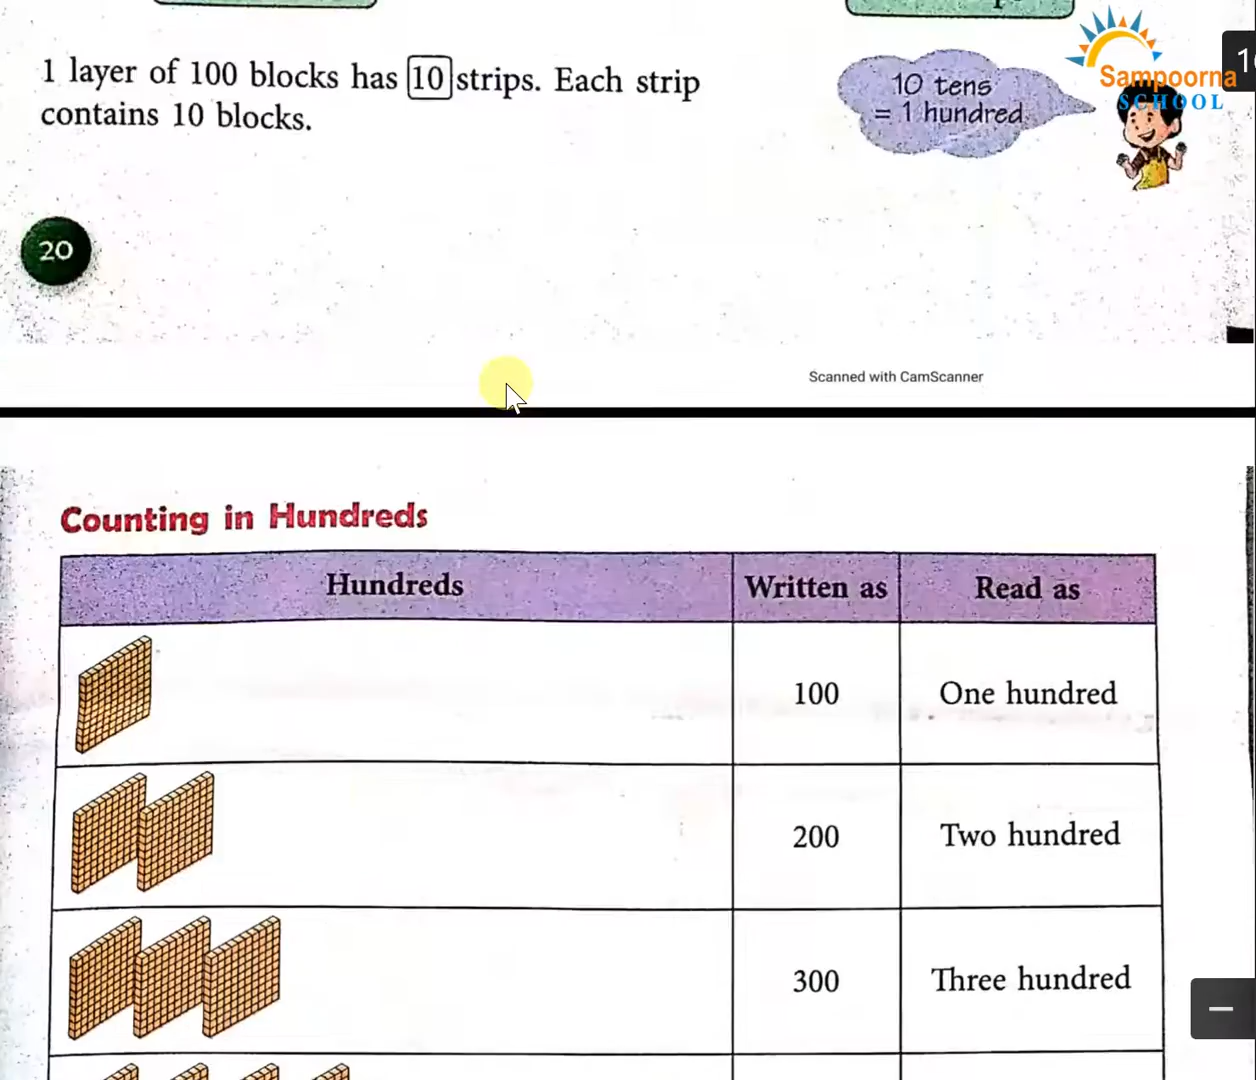 1 layer of 100 blocks has 10 strips. Each strip
contains 10 blocks.
10 tens
= 1 hundred
Sampoorna
SCHOOL
20
Scanned with CamScanner
Counting in Hundreds
Hundreds Written as Read as
100 One hundred
200 Two hundred
300 Three hundred